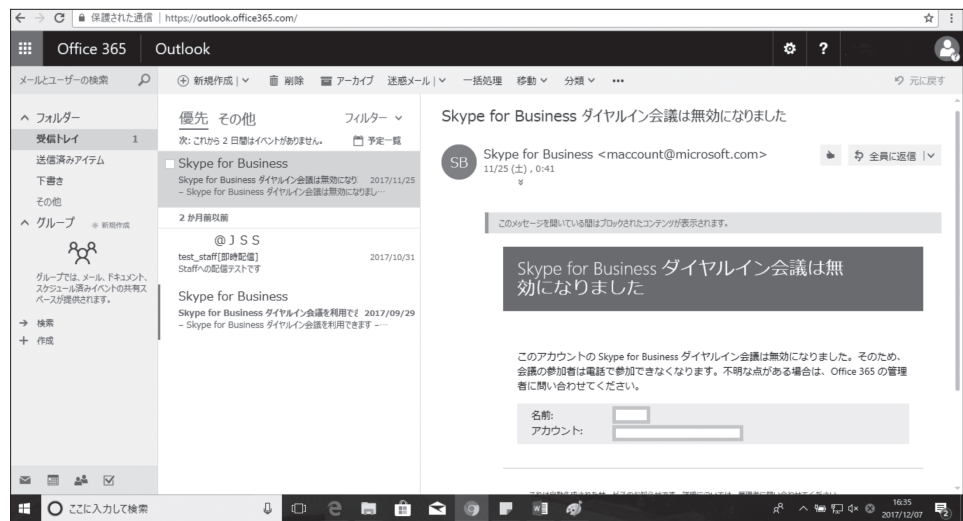 保護された通信 | https://outlook.office365.com/
Office 365 Outlook ?
メールとユーザーの検索
新規作成 | 削除 アーカイブ 迷惑メール | 一括処理 移動 分類 ••• 元に戻す
フォルダー
受信トレイ 1
送信済みアイテム
下書き
その他
グループ ※ 新規作成
グループでは、メール、ドキュメント、
スケジュール済みイベントの共有ス
ペースが提供されます。
→ 検索
+ 作成
優先 その他 フィルター
次: これから 2 日間はイベントがありません。 予定一覧
Skype for Business
Skype for Business ダイヤルイン会議は無効になり 2017/11/25
– Skype for Business ダイヤルイン会議は無効になりまし…
2 か月前以前
@JSS
test_staff[即時配信] 2017/10/31
Staffへの配信テストです
Skype for Business
Skype for Business ダイヤルイン会議を利用でき 2017/09/29
– Skype for Business ダイヤルイン会議を利用できます –…
Skype for Business ダイヤルイン会議は無効になりました
SB
Skype for Business <maccount@microsoft.com>
11/25 (土) , 0:41
全員に返信 |
このメッセージを開いている間はブロックされたコンテンツが表示されます。
Skype for Business ダイヤルイン会議は無
効になりました
このアカウントの Skype for Business ダイヤルイン会議は無効になりました。そのため、
会議の参加者は電話で参加できなくなります。不明な点がある場合は、Office 365 の管理
者に問い合わせてください。
名前:
アカウント:
ここに入力して検索
16:35
2017/12/07
2